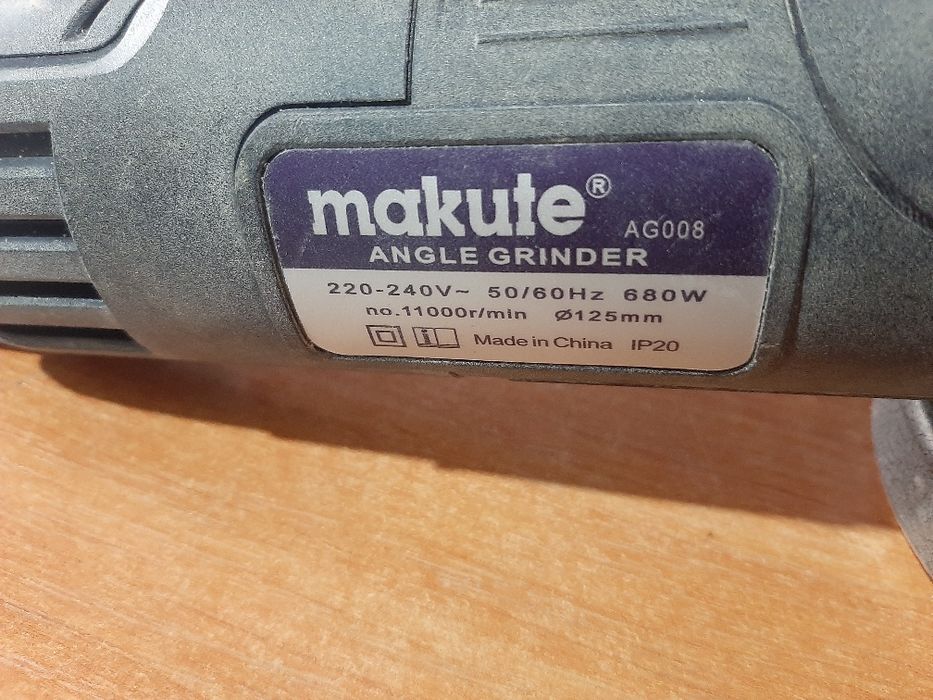 makute® AG008
ANGLE GRINDER
220-240V~ 50/60Hz 680W
no.11000r/min Ø125mm
Made in China IP20